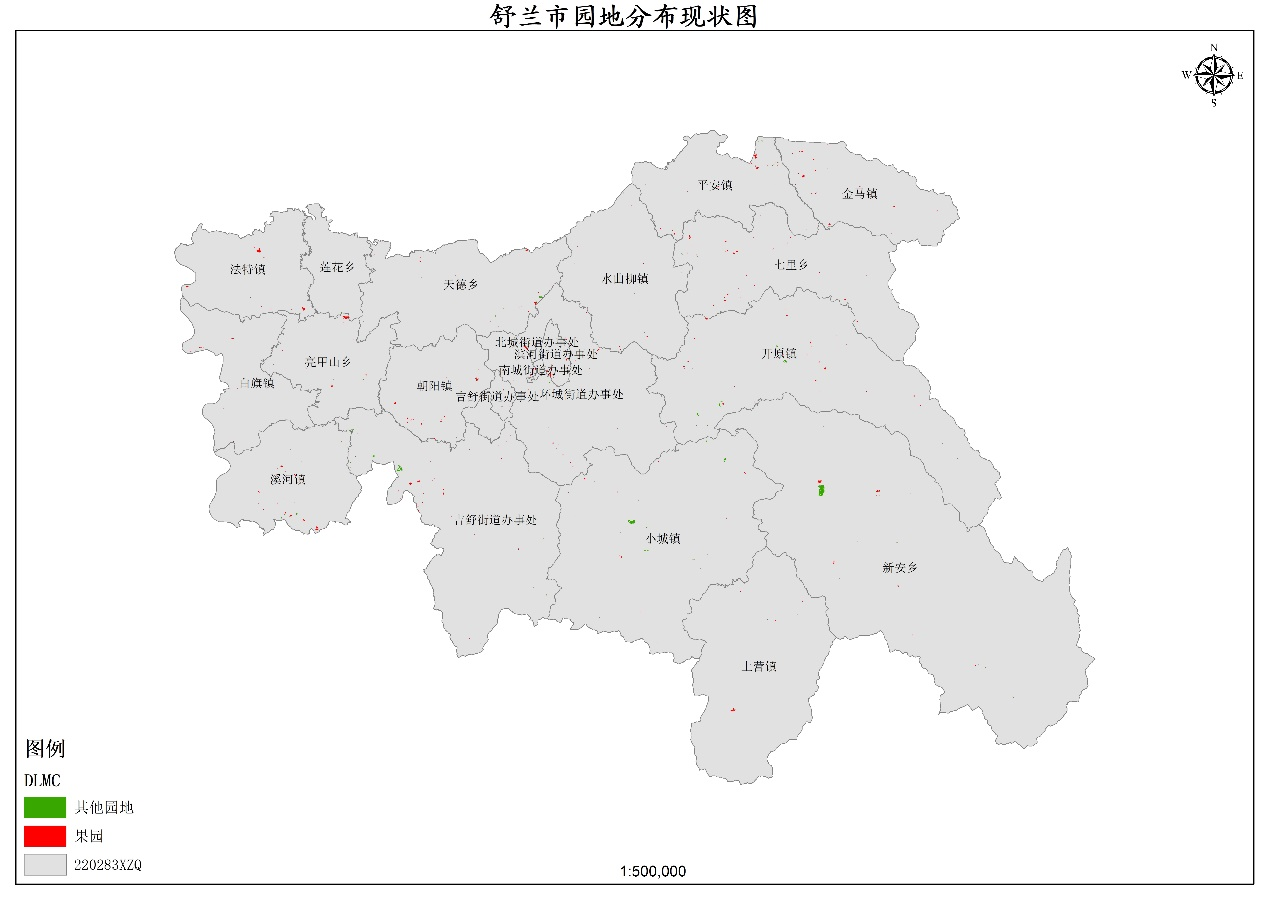 舒兰市园地分布现状图
N
W
E
S
平安镇
金马镇
法特镇
莲花乡
天德乡
水曲柳镇
七里乡
北城街道办事处
滨河街道办事处
开原镇
亮甲山乡
南城街道办事处
白旗镇
朝阳镇
吉舒街道办事处
环城街道办事处
溪河镇
吉舒街道办事处
小城镇
新安乡
上营镇
图例
DLMC
其他园地
果园
220283XZQ
1:500,000